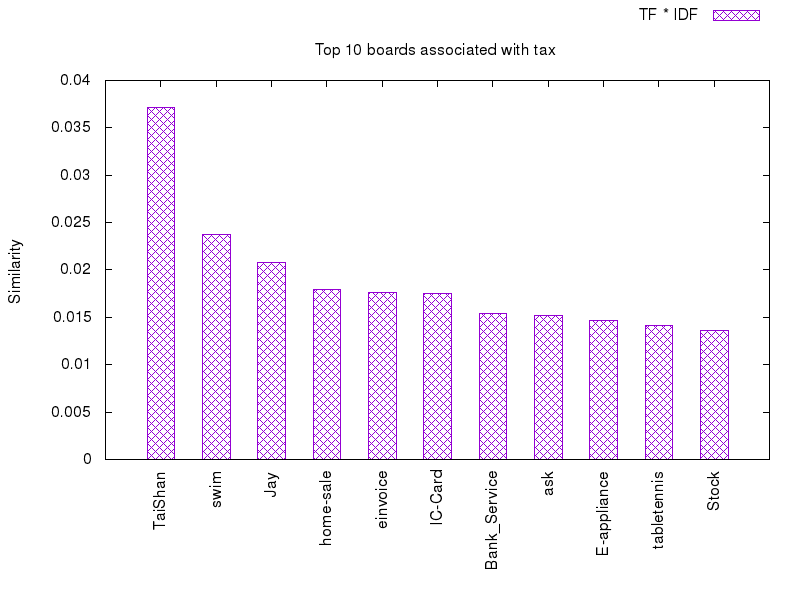 TF * IDF
Top 10 boards associated with tax
0.04
0.035
0.03
0.025
0.02
0.015
0.01
0.005
0
Similarity
TaiShan
swim
Jay
home-sale
einvoice
IC-Card
Bank_Service
ask
E-appliance
tabletennis
Stock